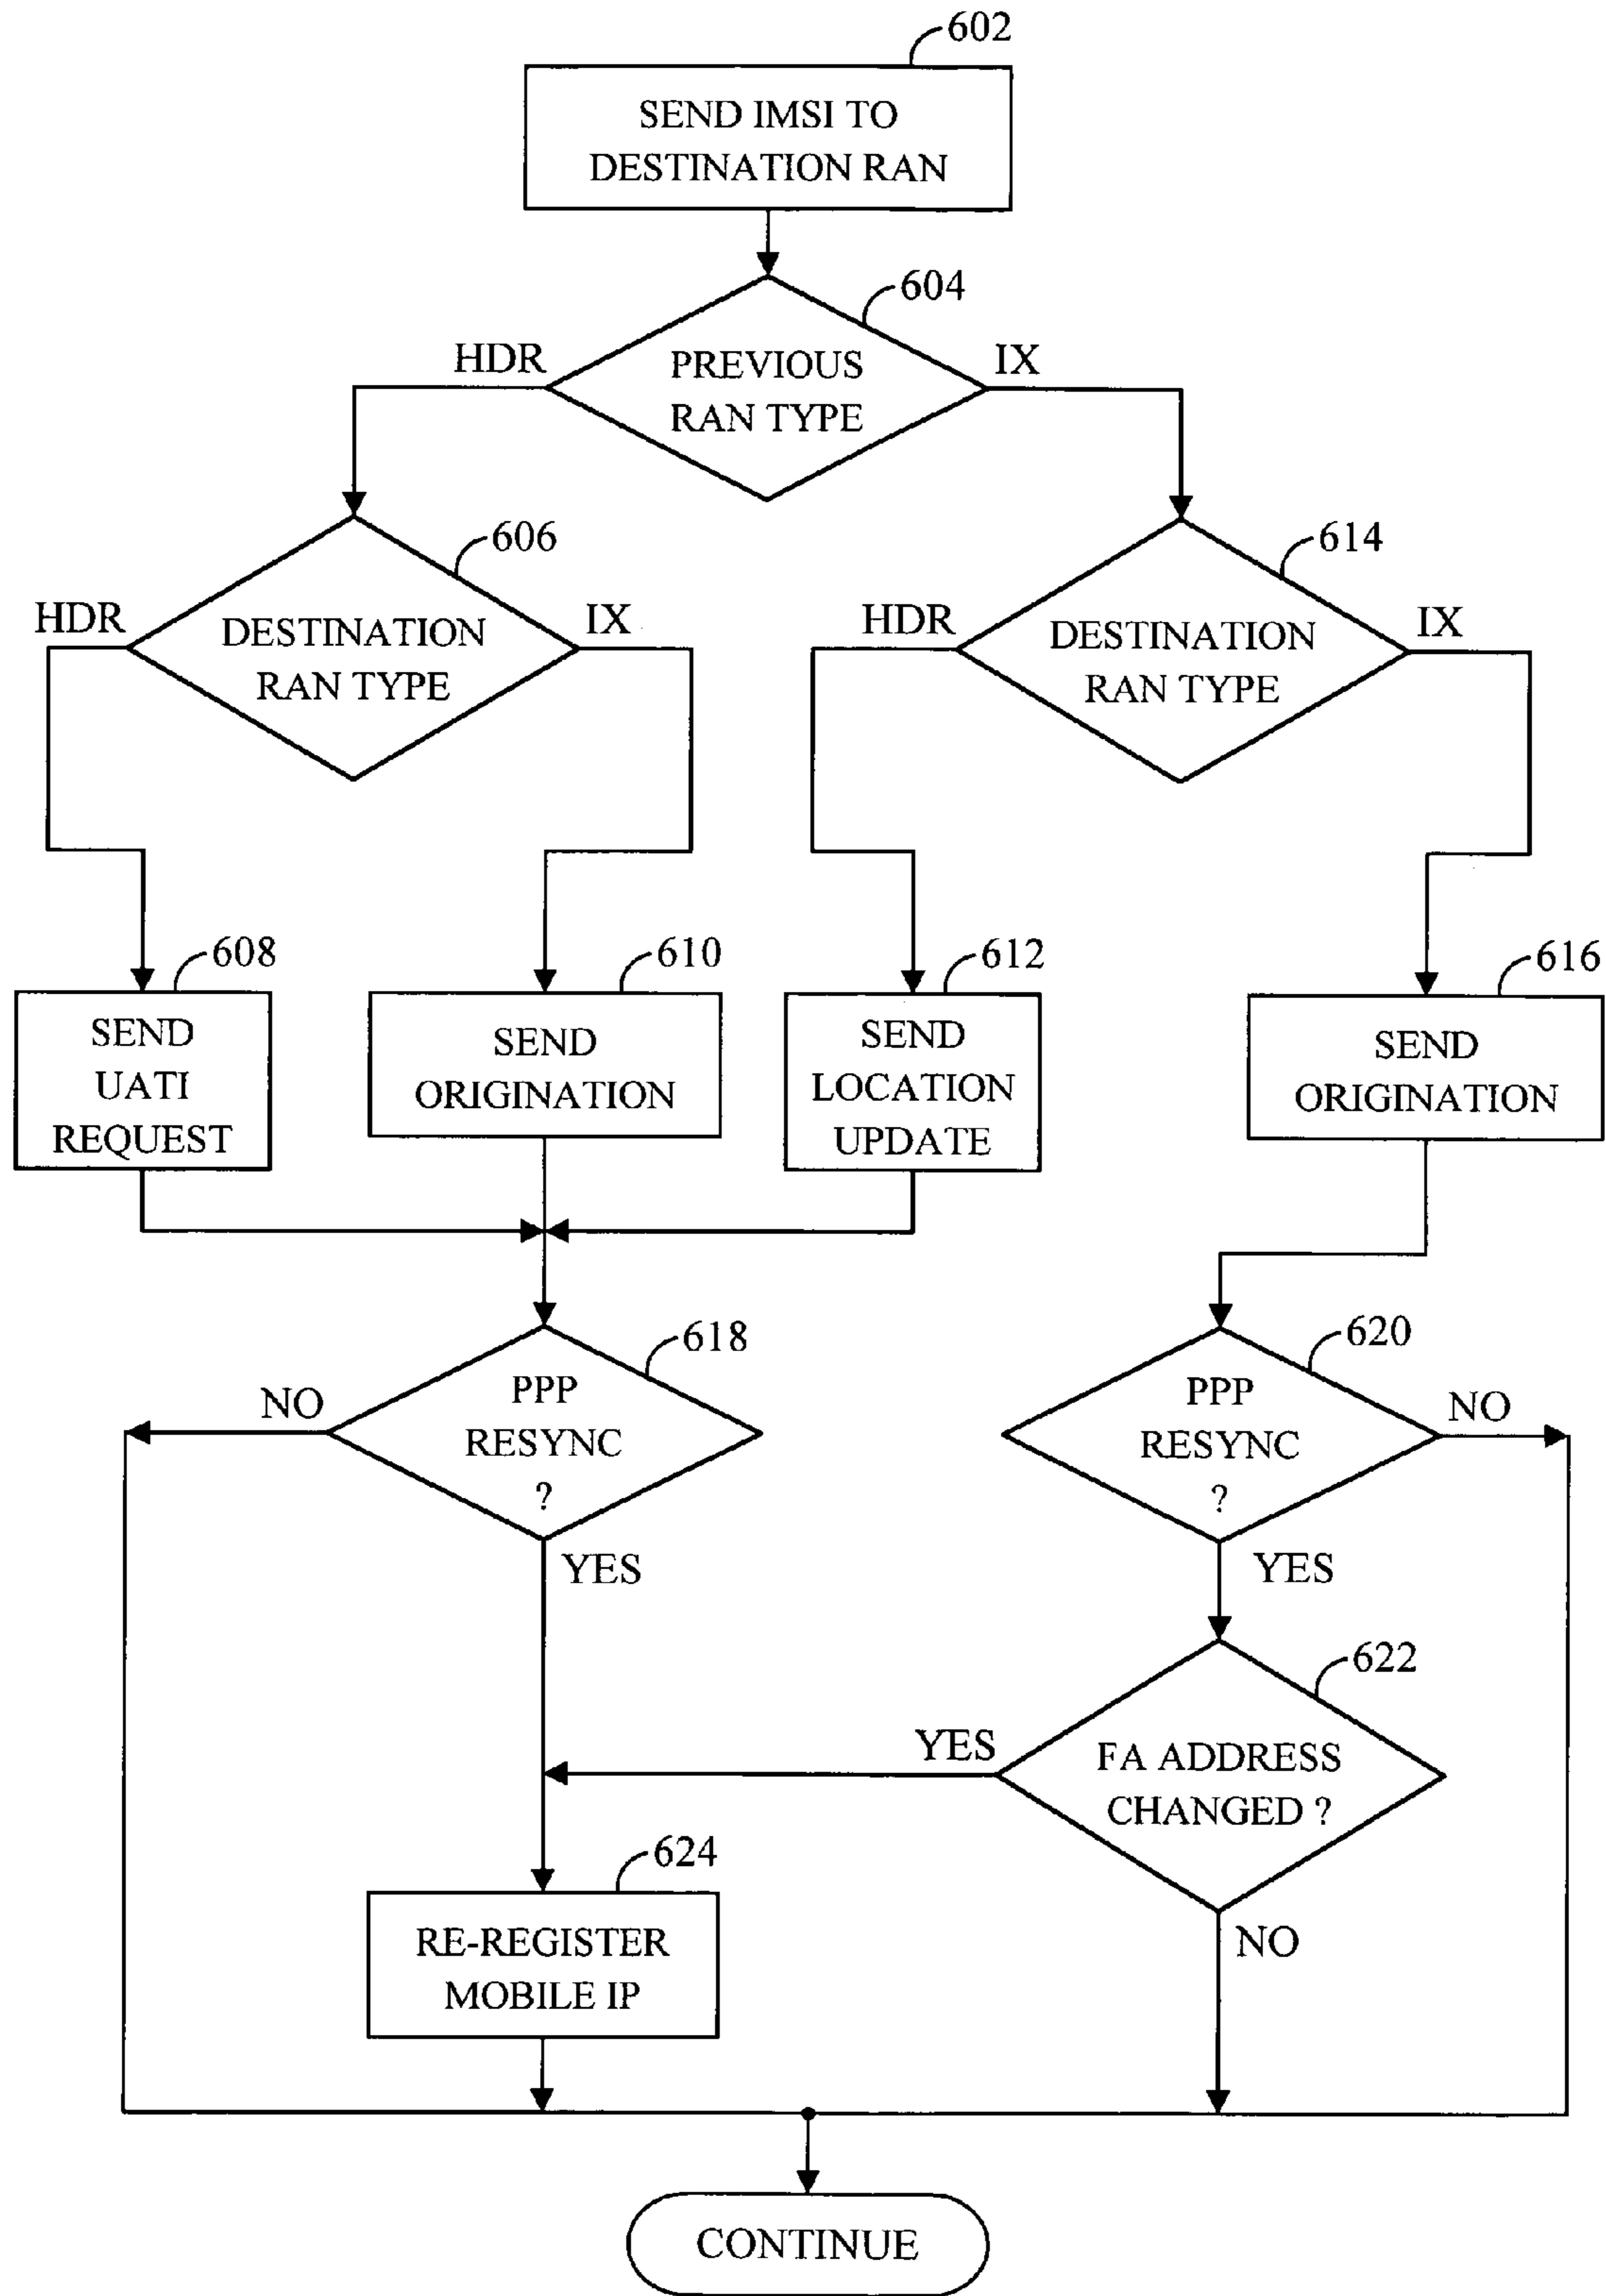 602
SEND IMSI TO
DESTINATION RAN
604
HDR
PREVIOUS
RAN TYPE
IX
606
HDR
DESTINATION
RAN TYPE
IX
614
HDR
DESTINATION
RAN TYPE
IX
608
SEND
UATI
REQUEST
610
SEND
ORIGINATION
612
SEND
LOCATION
UPDATE
616
SEND
ORIGINATION
618
NO
PPP
RESYNC
?
YES
620
PPP
RESYNC
?
NO
YES
622
YES
FA ADDRESS
CHANGED ?
NO
624
RE-REGISTER
MOBILE IP
CONTINUE